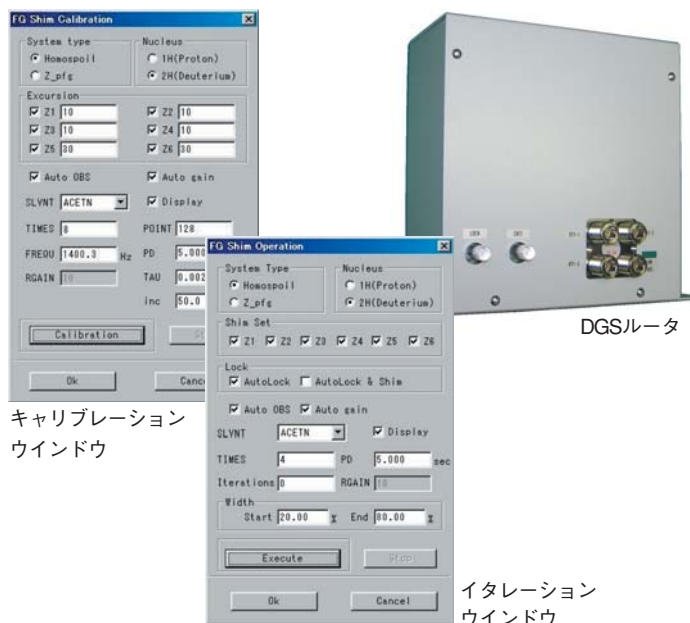 FG Shim Calibration
System type
Homospoil
Z_pfg
Nucleus
1H(Proton)
2H(Deuterium)
Excursion
Z1 10
Z2 10
Z3 10
Z4 10
Z5 30
Z6 30
Auto OBS
Auto gain
SLVNT ACETN
Display
TIMES 8
POINT 128
FREQU 1400.3 Hz
PD 5.000
RGAIN 10
TAU 0.002
inc 50.0
Calibration
Ok
Canc
キャリブレーション
ウインドウ
FG Shim Operation
System Type
Homospoil
Z_pfg
Nucleus
1H(Proton)
2H(Deuterium)
Shim Set
Z1 Z2 Z3 Z4 Z5 Z6
Lock
AutoLock
AutoLock & Shim
Auto OBS
Auto gain
SLVNT ACETN
Display
TIMES 4
PD 5.000 sec
Iterations 0
RGAIN 10
Width
Start 20.00 %
End 80.00 %
Execute
Stop
Ok
Cancel
イタレーション
ウインドウ
DGSルータ